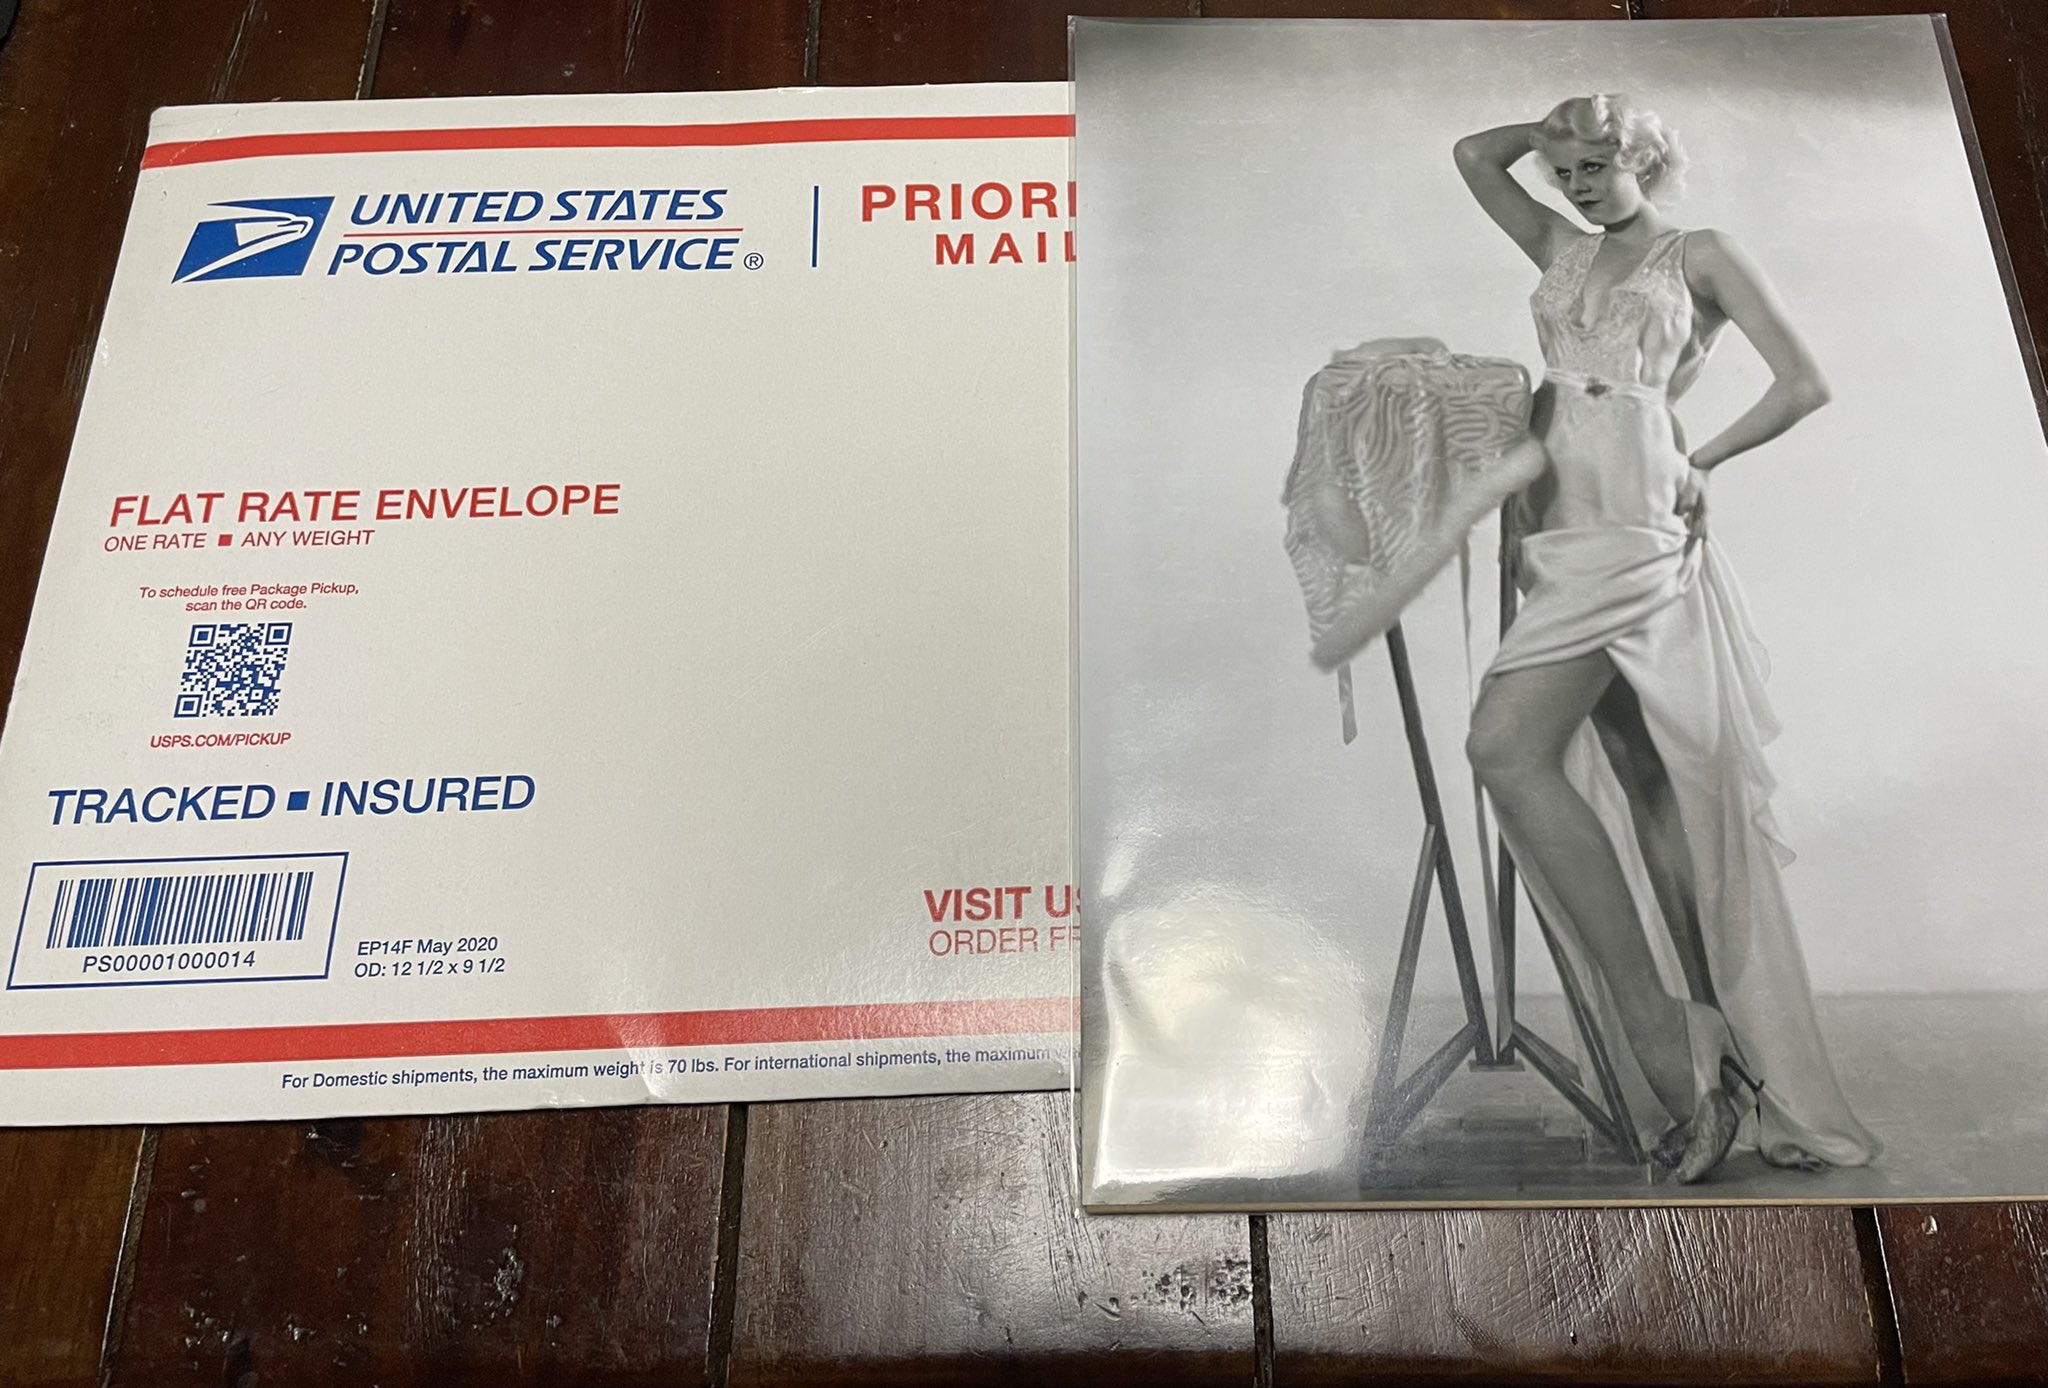 UNITED STATES
POSTAL SERVICE®
PRIORI
MAIL
FLAT RATE ENVELOPE
ONE RATE ■ ANY WEIGHT
To schedule free Package Pickup,
scan the QR code.
USPS.COM/PICKUP
TRACKED ■ INSURED
PS00001000014
EP14F May 2020
OD: 12 1/2 x 9 1/2
VISIT US
ORDER FR
For Domestic shipments, the maximum weight is 70 lbs. For international shipments, the maximum